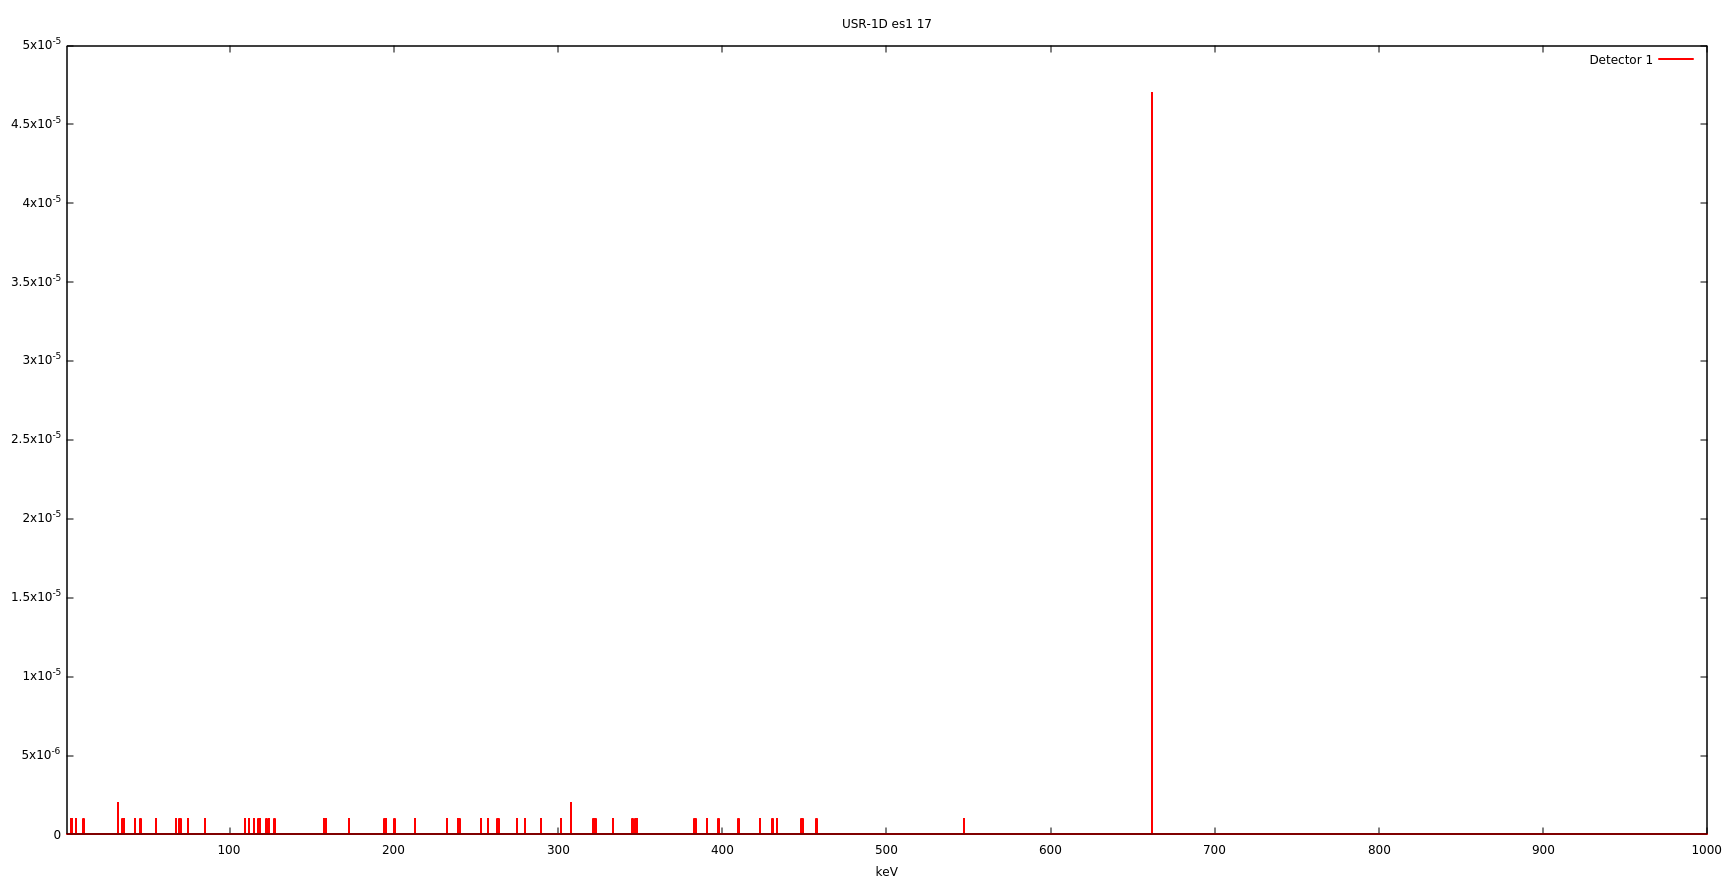 USR-1D es1 17
5x10⁻⁵
Detector 1
4.5x10⁻⁵
4x10⁻⁵
3.5x10⁻⁵
3x10⁻⁵
2.5x10⁻⁵
2x10⁻⁵
1.5x10⁻⁵
1x10⁻⁵
5x10⁻⁶
0
100 200 300 400 500 600 700 800 900 1000
keV